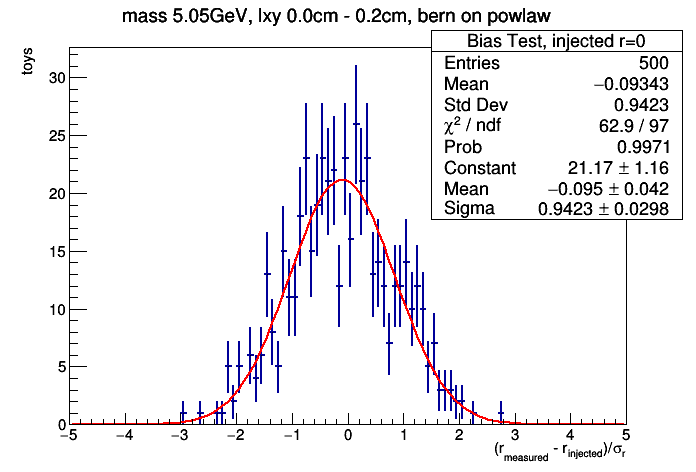 mass 5.05GeV, lxy 0.0cm - 0.2cm, bern on powlaw
Bias Test, injected r=0
Entries 500
Mean −0.09343
Std Dev 0.9423
χ² / ndf 62.9 / 97
Prob 0.9971
Constant 21.17 ± 1.16
Mean −0.095 ± 0.042
Sigma 0.9423 ± 0.0298
toys
30
25
20
15
10
5
0
−5 −4 −3 −2 −1 0 1 2 3 4 5
(r_measured - r_injected)/σ_r